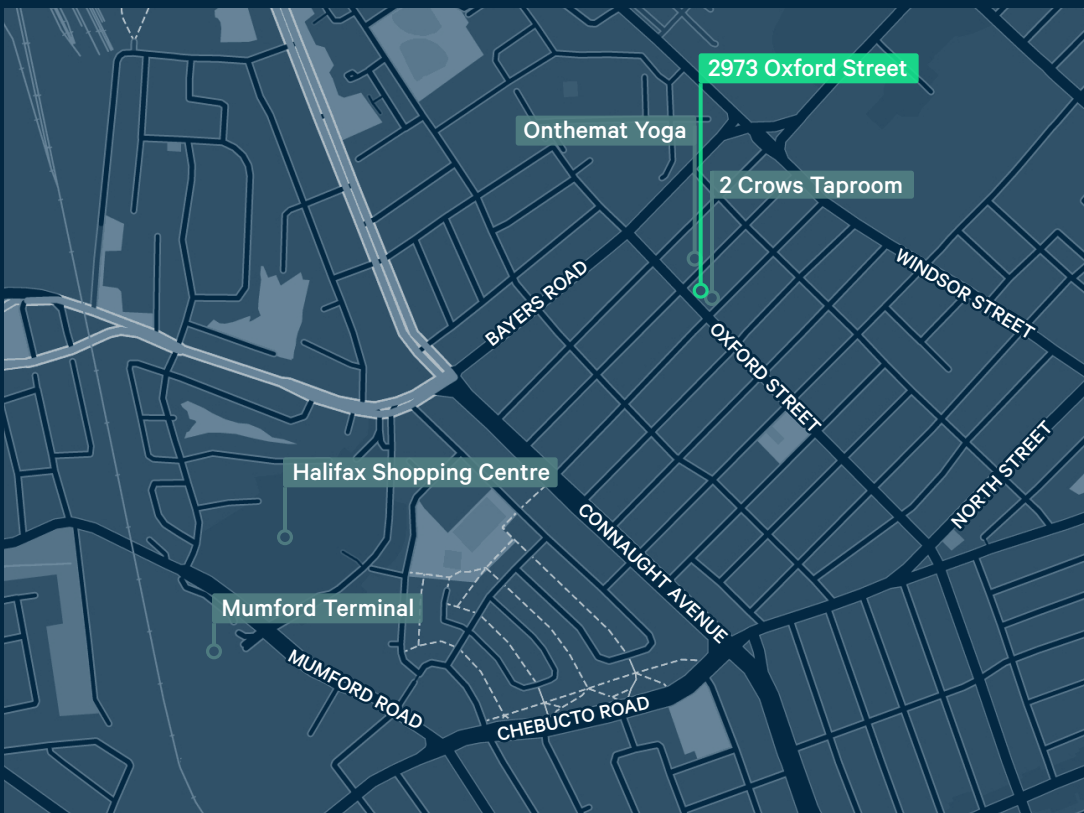 2973 Oxford Street
Onthemat Yoga
2 Crows Taproom
WINDSOR STREET
BAYERS ROAD
OXFORD STREET
NORTH STREET
Halifax Shopping Centre
CONNAUGHT AVENUE
Mumford Terminal
MUMFORD ROAD
CHEBUCTO ROAD